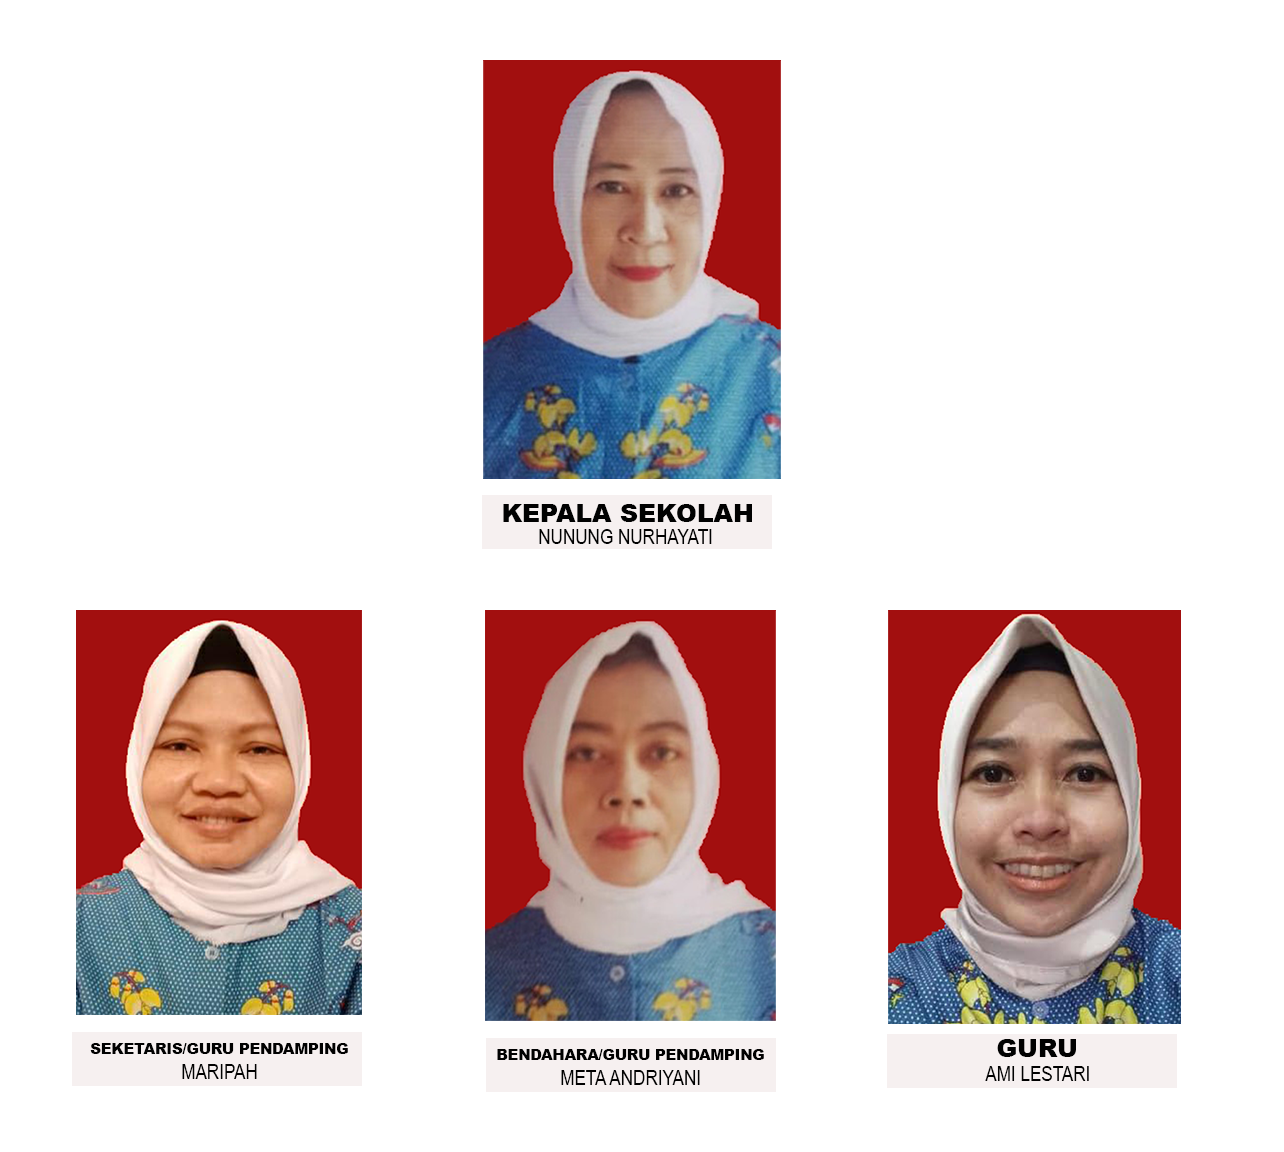 KEPALA SEKOLAH
NUNUNG NURHAYATI
SEKETARIS/GURU PENDAMPING
MARIPAH
BENDAHARA/GURU PENDAMPING
META ANDRIYANI
GURU
AMI LESTARI